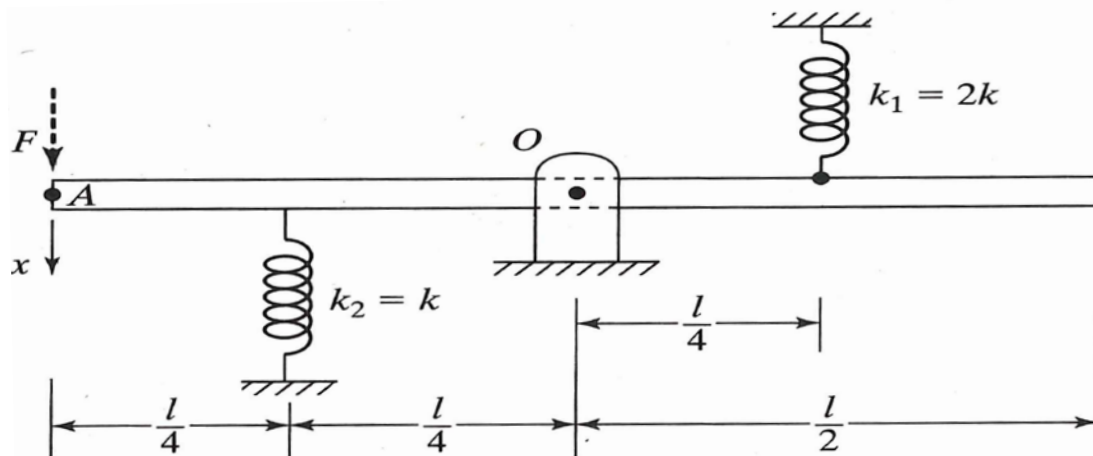 k₁ = 2k
F
O
A
x
k₂ = k
l/4
l/4
l/4
l/2